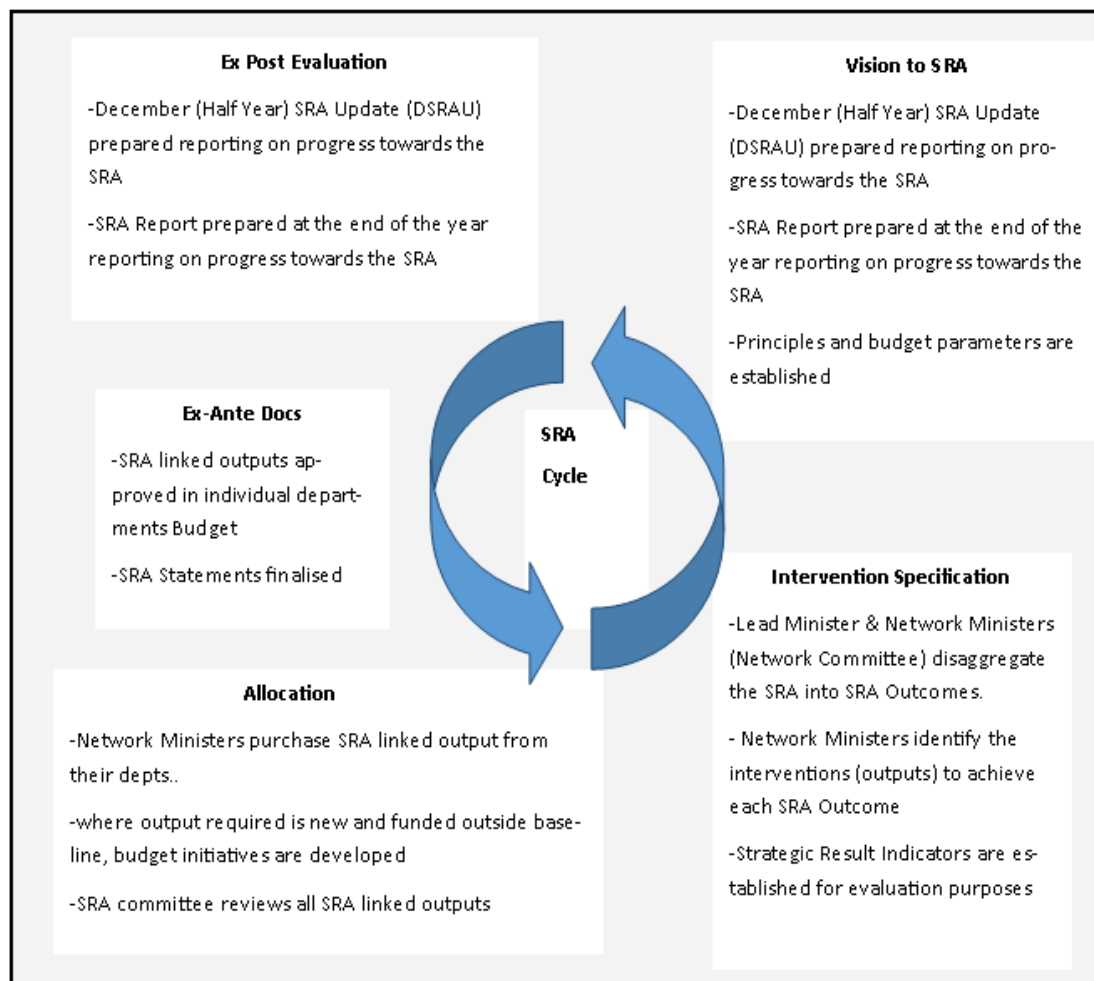 Ex Post Evaluation
-December (Half Year) SRA Update (DSRAU)
prepared reporting on progress towards the
SRA
-SRA Report prepared at the end of the year
reporting on progress towards the SRA
Vision to SRA
-December (Half Year) SRA Update
(DSRAU) prepared reporting on pro-
gress towards the SRA
-SRA Report prepared at the end of the
year reporting on progress towards the
SRA
-Principles and budget parameters are
established
Ex-Ante Docs
-SRA linked outputs ap-
proved in individual depart-
ments Budget
-SRA Statements finalised
SRA
Cycle
Intervention Specification
-Lead Minister & Network Ministers
(Network Committee) disaggregate
the SRA into SRA Outcomes.
- Network Ministers identify the
interventions (outputs) to achieve
each SRA Outcome
-Strategic Result Indicators are es-
tablished for evaluation purposes
Allocation
-Network Ministers purchase SRA linked output from
their depts..
-where output required is new and funded outside base-
line, budget initiatives are developed
-SRA committee reviews all SRA linked outputs